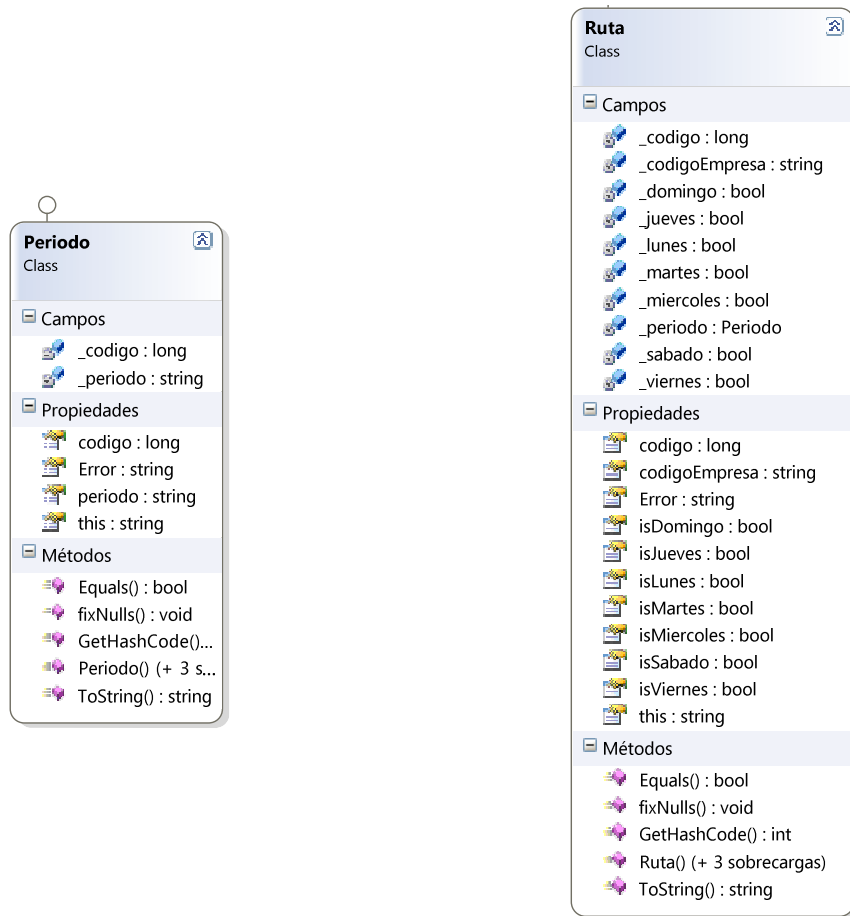 Periodo
Class
Campos
_codigo : long
_periodo : string
Propiedades
codigo : long
Error : string
periodo : string
this : string
Métodos
Equals() : bool
fixNulls() : void
GetHashCode()...
Periodo() (+ 3 s...
ToString() : string
Ruta
Class
Campos
_codigo : long
_codigoEmpresa : string
_domingo : bool
_jueves : bool
_lunes : bool
_martes : bool
_miercoles : bool
_periodo : Periodo
_sabado : bool
_viernes : bool
Propiedades
codigo : long
codigoEmpresa : string
Error : string
isDomingo : bool
isJueves : bool
isLunes : bool
isMartes : bool
isMiercoles : bool
isSabado : bool
isViernes : bool
this : string
Métodos
Equals() : bool
fixNulls() : void
GetHashCode() : int
Ruta() (+ 3 sobrecargas)
ToString() : string